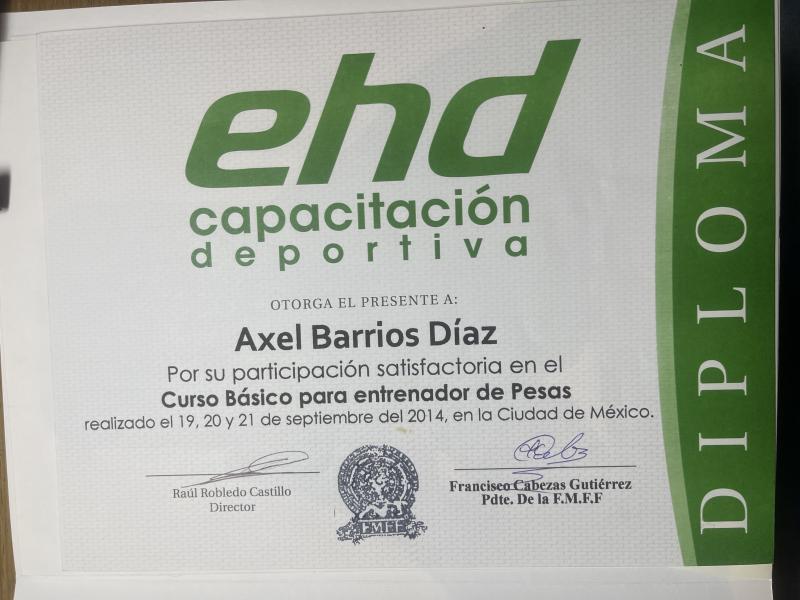 ehd
capacitación
deportiva
OTORGA EL PRESENTE A:
Axel Barrios Díaz
Por su participación satisfactoria en el
Curso Básico para entrenador de Pesas
realizado el 19, 20 y 21 de septiembre del 2014, en la Ciudad de México.
Raúl Robledo Castillo
Director
FMFF
Francisco Cabezas Gutiérrez
Pdte. De la F.M.F.F
DIPLOMA